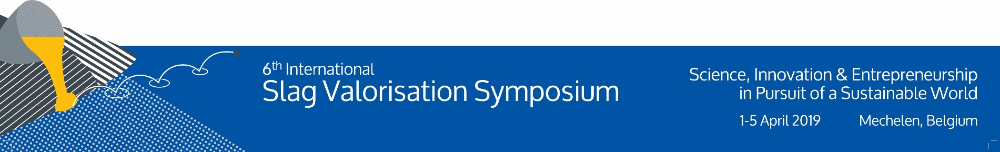 6th International
Slag Valorisation Symposium
Science, Innovation & Entrepreneurship
in Pursuit of a Sustainable World
1-5 April 2019 Mechelen, Belgium